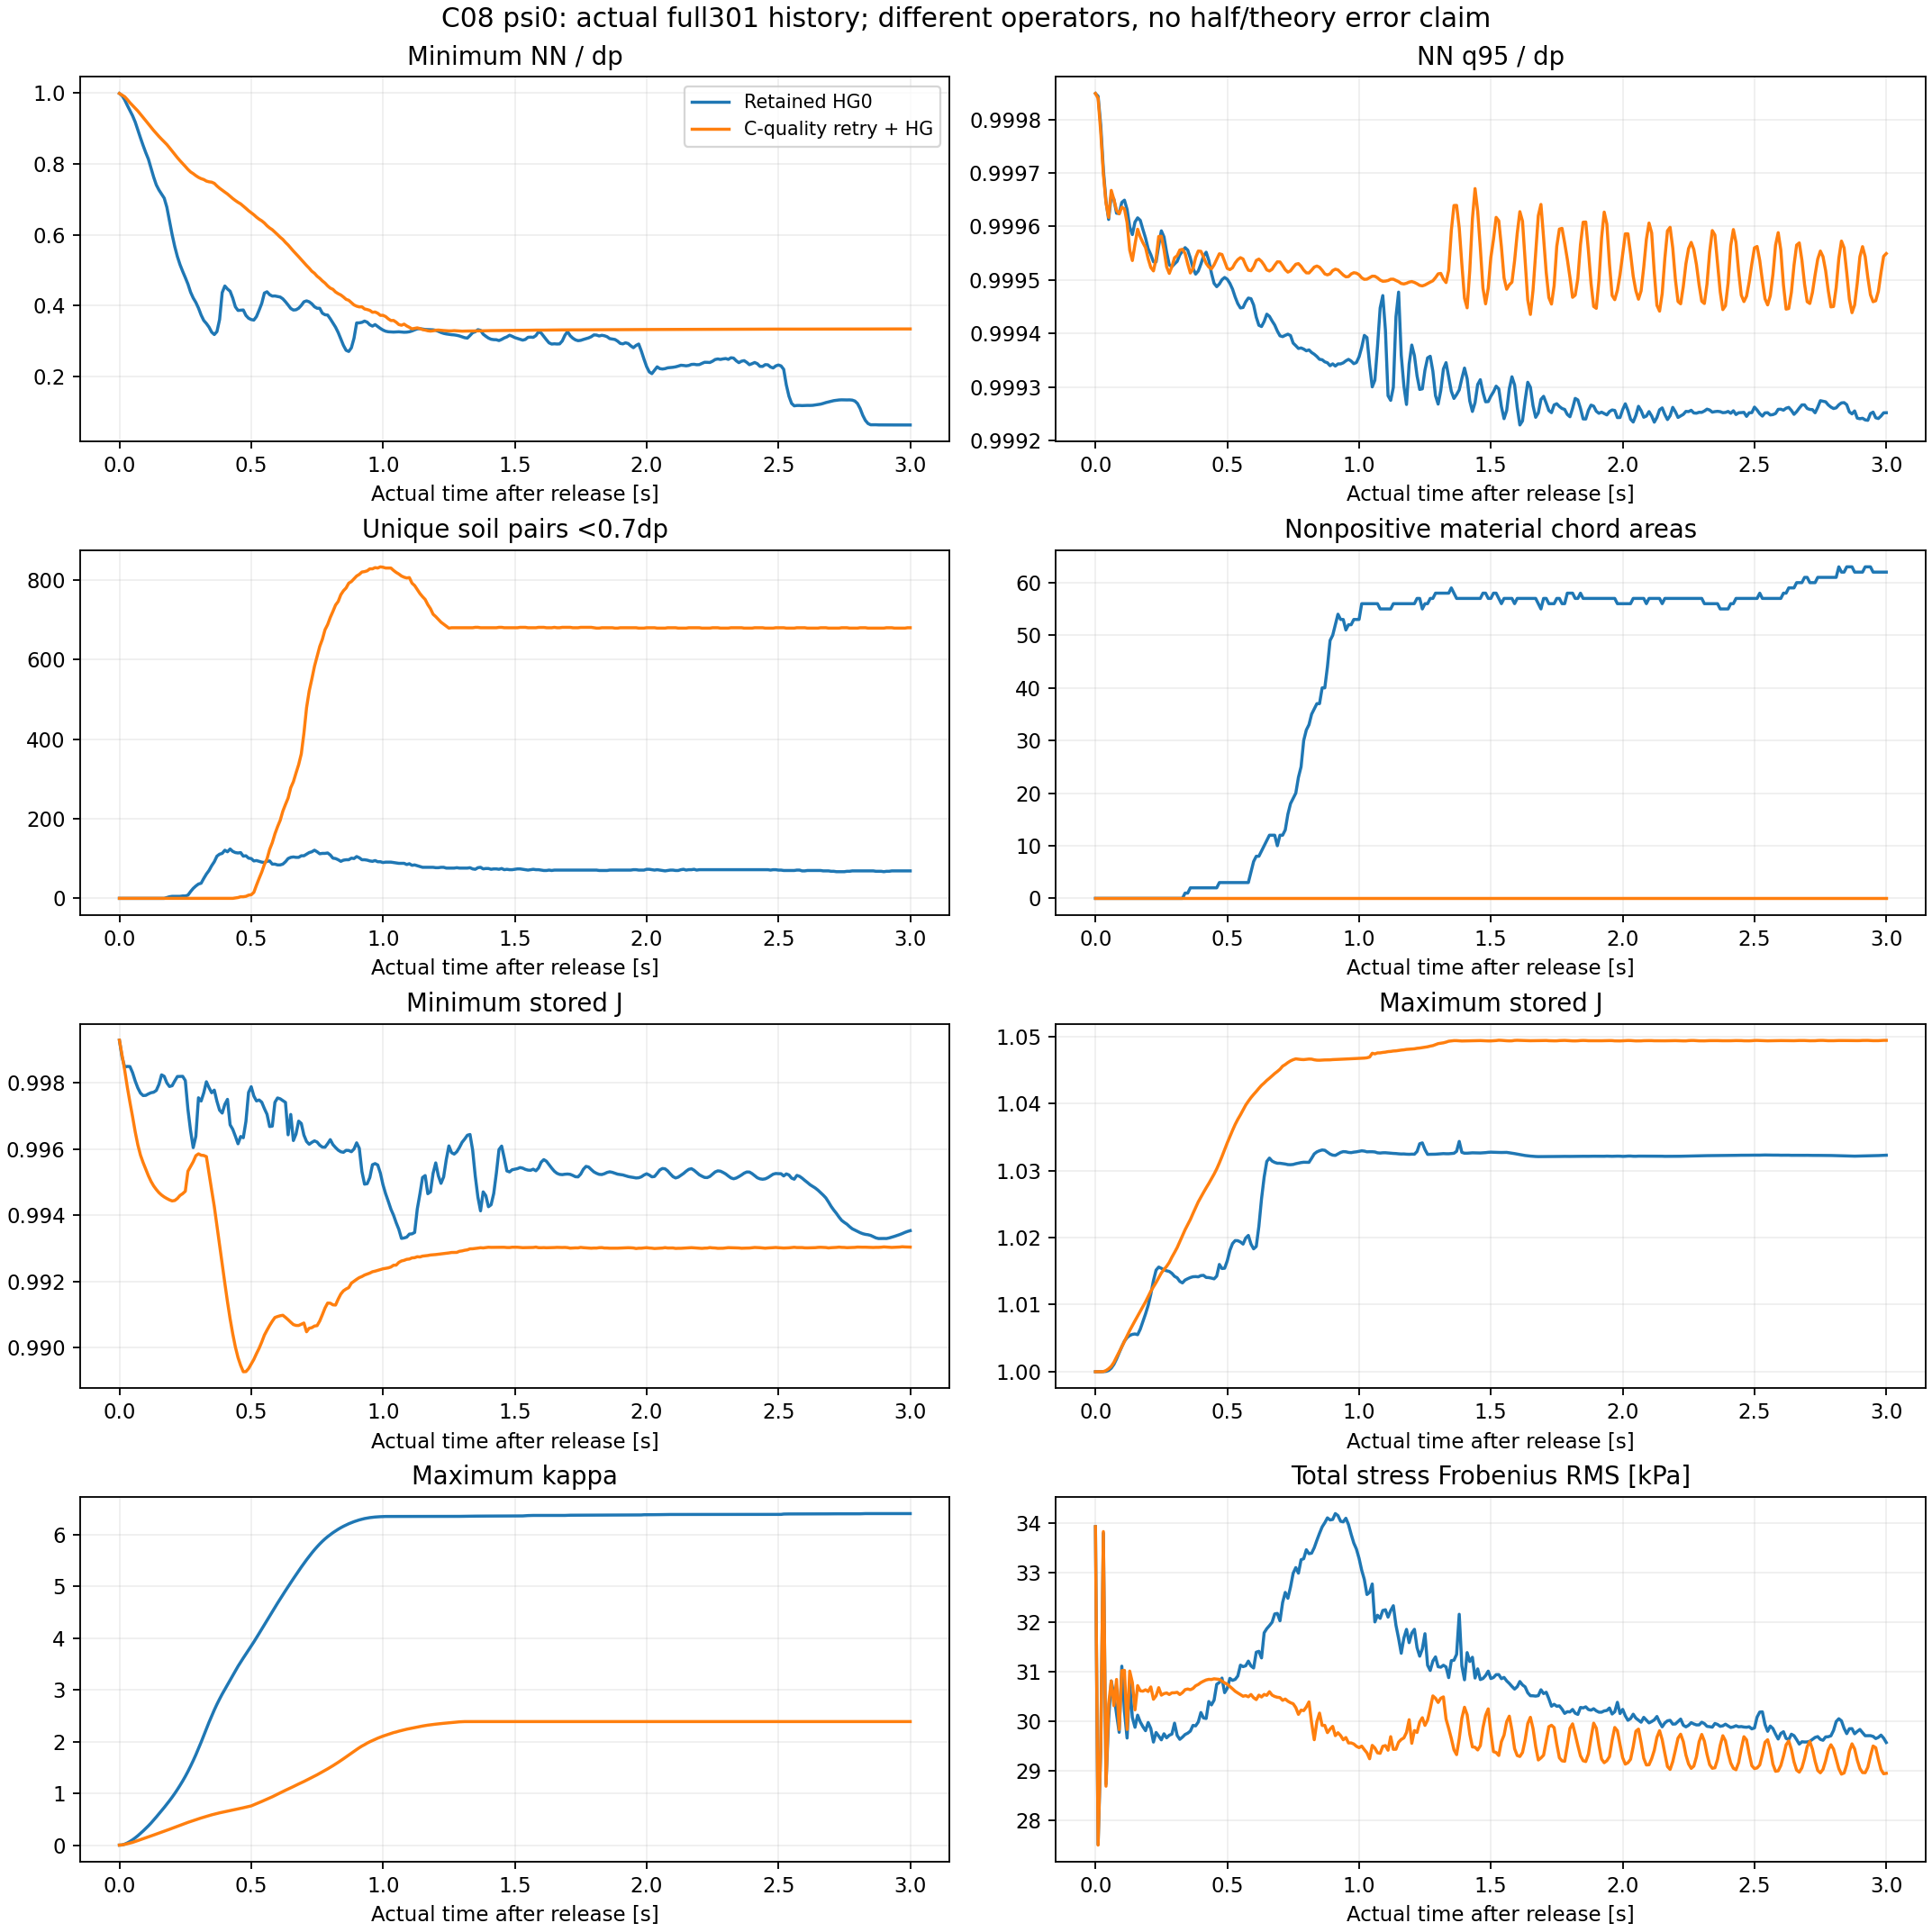 C08 psi0: actual full301 history; different operators, no half/theory error claim
Minimum NN / dp
1.0
0.8
0.6
0.4
0.2
Retained HG0
C-quality retry + HG
0.0 0.5 1.0 1.5 2.0 2.5 3.0
Actual time after release [s]
NN q95 / dp
0.9998
0.9997
0.9996
0.9995
0.9994
0.9993
0.9992
0.0 0.5 1.0 1.5 2.0 2.5 3.0
Actual time after release [s]
Unique soil pairs <0.7dp
800
600
400
200
0
0.0 0.5 1.0 1.5 2.0 2.5 3.0
Actual time after release [s]
Nonpositive material chord areas
60
50
40
30
20
10
0
0.0 0.5 1.0 1.5 2.0 2.5 3.0
Actual time after release [s]
Minimum stored J
0.998
0.996
0.994
0.992
0.990
0.0 0.5 1.0 1.5 2.0 2.5 3.0
Actual time after release [s]
Maximum stored J
1.05
1.04
1.03
1.02
1.01
1.00
0.0 0.5 1.0 1.5 2.0 2.5 3.0
Actual time after release [s]
Maximum kappa
6
5
4
3
2
1
0
0.0 0.5 1.0 1.5 2.0 2.5 3.0
Actual time after release [s]
Total stress Frobenius RMS [kPa]
34
33
32
31
30
29
28
0.0 0.5 1.0 1.5 2.0 2.5 3.0
Actual time after release [s]